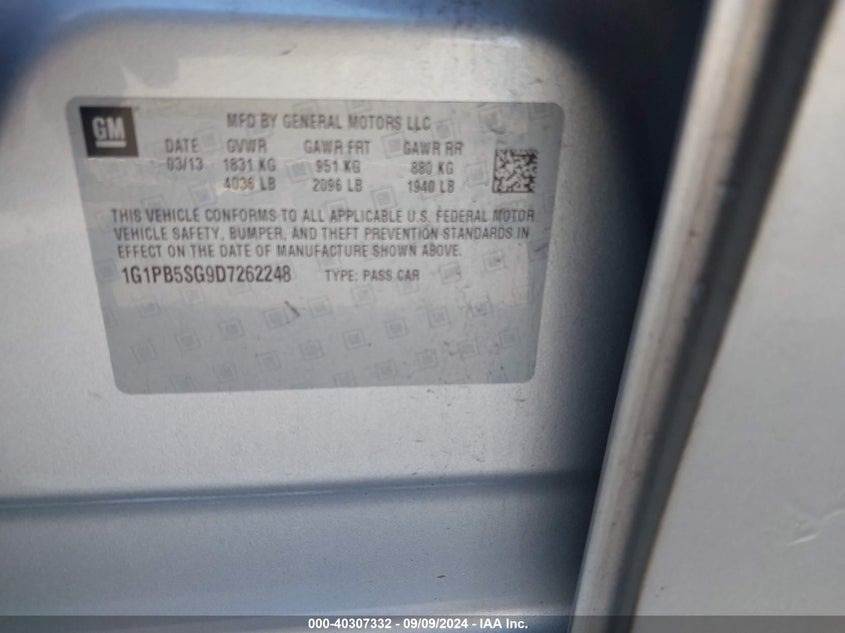 GM
MFD BY GENERAL MOTORS LLC
DATE GVWR GAWR FRT GAWR RR
03/13 1831 KG 951 KG 880 KG
4036 LB 2096 LB 1940 LB
THIS VEHICLE CONFORMS TO ALL APPLICABLE U.S. FEDERAL MOTOR
VEHICLE SAFETY, BUMPER, AND THEFT PREVENTION STANDARDS IN
EFFECT ON THE DATE OF MANUFACTURE SHOWN ABOVE.
1G1PB5SG9D7262248 TYPE: PASS CAR
000-40307332 - 09/09/2024 - IAA Inc.